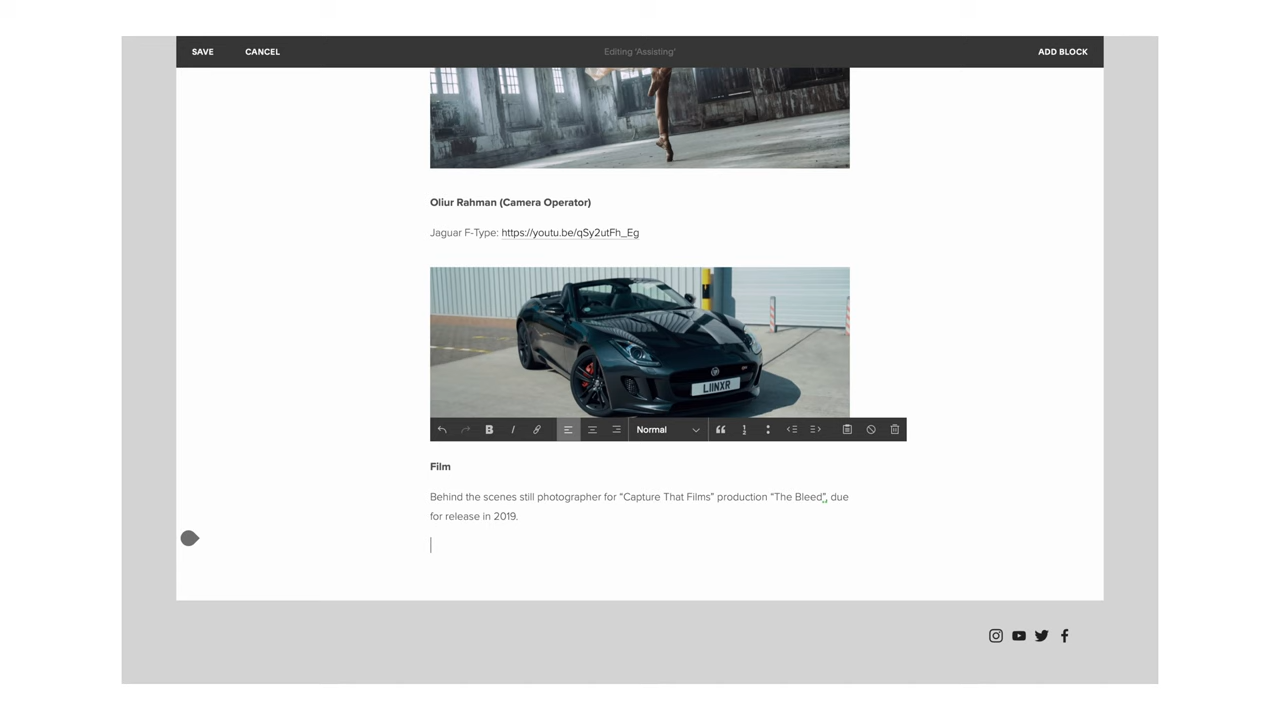 SAVE CANCEL Editing 'Assisting' ADD BLOCK
Oliur Rahman (Camera Operator)
Jaguar F-Type: https://youtu.be/qSy2utFh_Eg
L11NXR
Normal
Film
Behind the scenes still photographer for “Capture That Films” production “The Bleed”, due
for release in 2019.